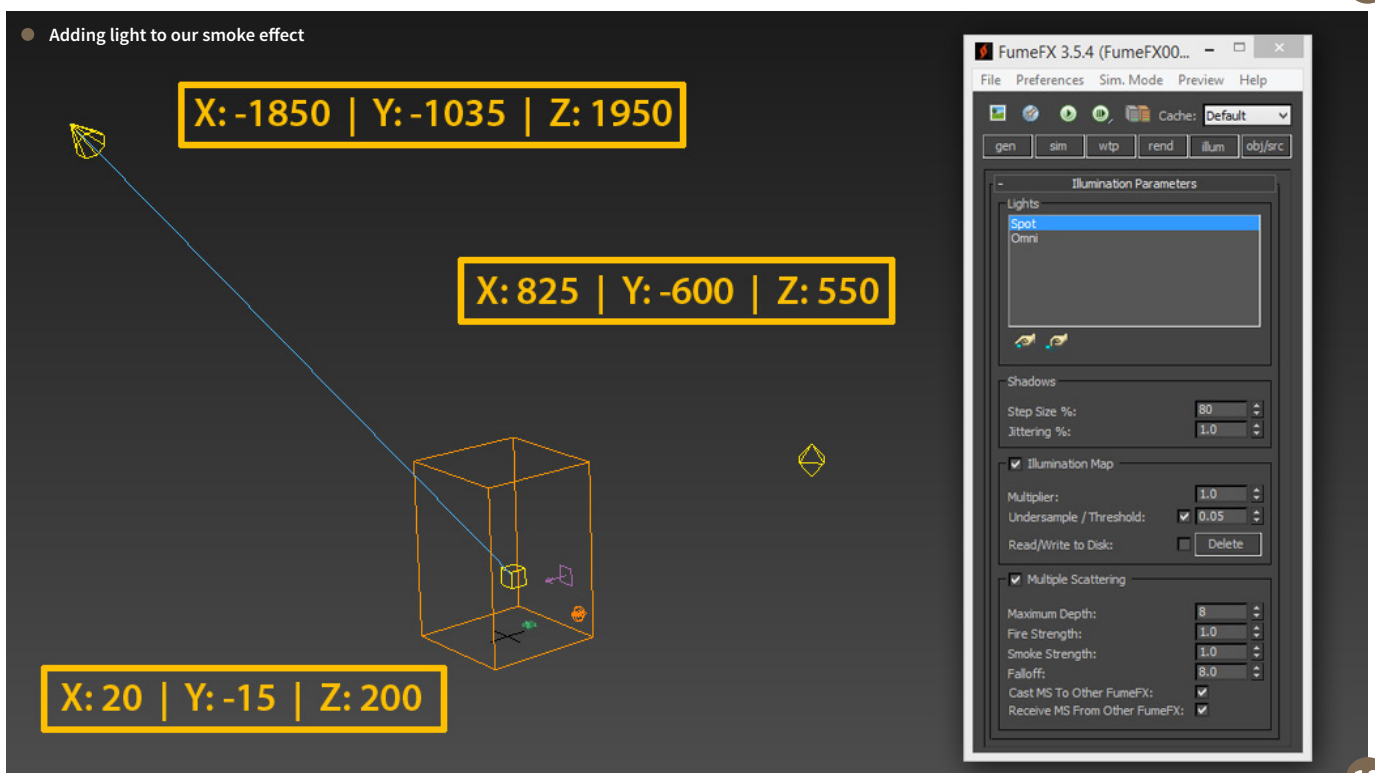 Adding light to our smoke effect
X: -1850 | Y: -1035 | Z: 1950
X: 825 | Y: -600 | Z: 550
X: 20 | Y: -15 | Z: 200
FumeFX 3.5.4 (FumeFX00...
File Preferences Sim. Mode Preview Help
Cache: Default
gen sim wtp rend illum obj/src
- Illumination Parameters
Lights
Spot
Omni
Shadows
Step Size %: 80
Jittering %: 1.0
Illumination Map
Multiplier: 1.0
Undersample / Threshold: 0.05
Read/Write to Disk: Delete
Multiple Scattering
Maximum Depth: 8
Fire Strength: 1.0
Smoke Strength: 1.0
Falloff: 8.0
Cast MS To Other FumeFX:
Receive MS From Other FumeFX: